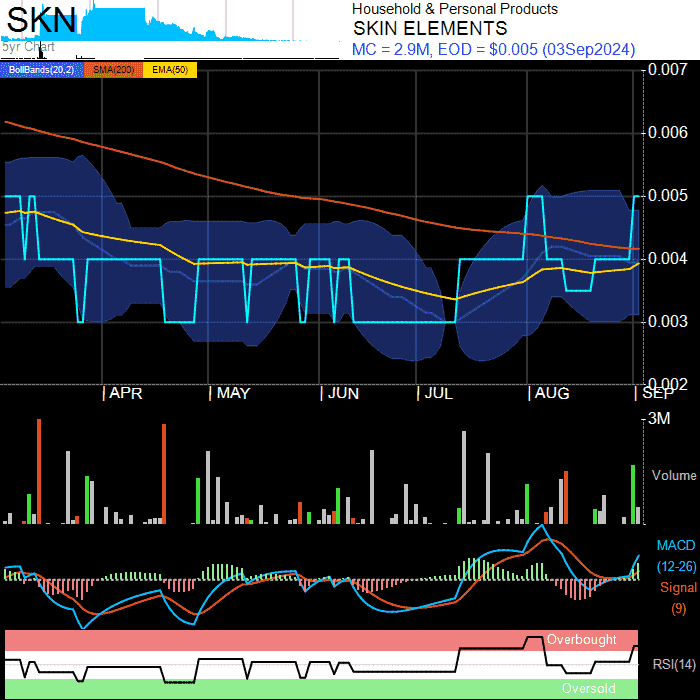 SKN
5yr Chart
Household & Personal Products
SKIN ELEMENTS
MC = 2.9M, EOD = $0.005 (03Sep2024)
BollBands(20,2) SMA(200) EMA(50)
0.007
0.006
0.005
0.004
0.003
0.002
| APR | MAY | JUN | JUL | AUG | SEP
3M
Volume
MACD
(12-26)
Signal
(9)
Overbought
RSI(14)
Oversold